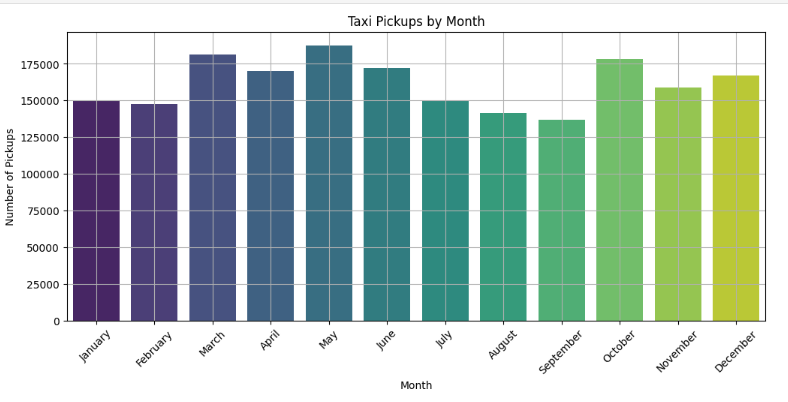 Taxi Pickups by Month
Number of Pickups
175000
150000
125000
100000
75000
50000
25000
0
January
February
March
April
May
June
July
August
September
October
November
December
Month